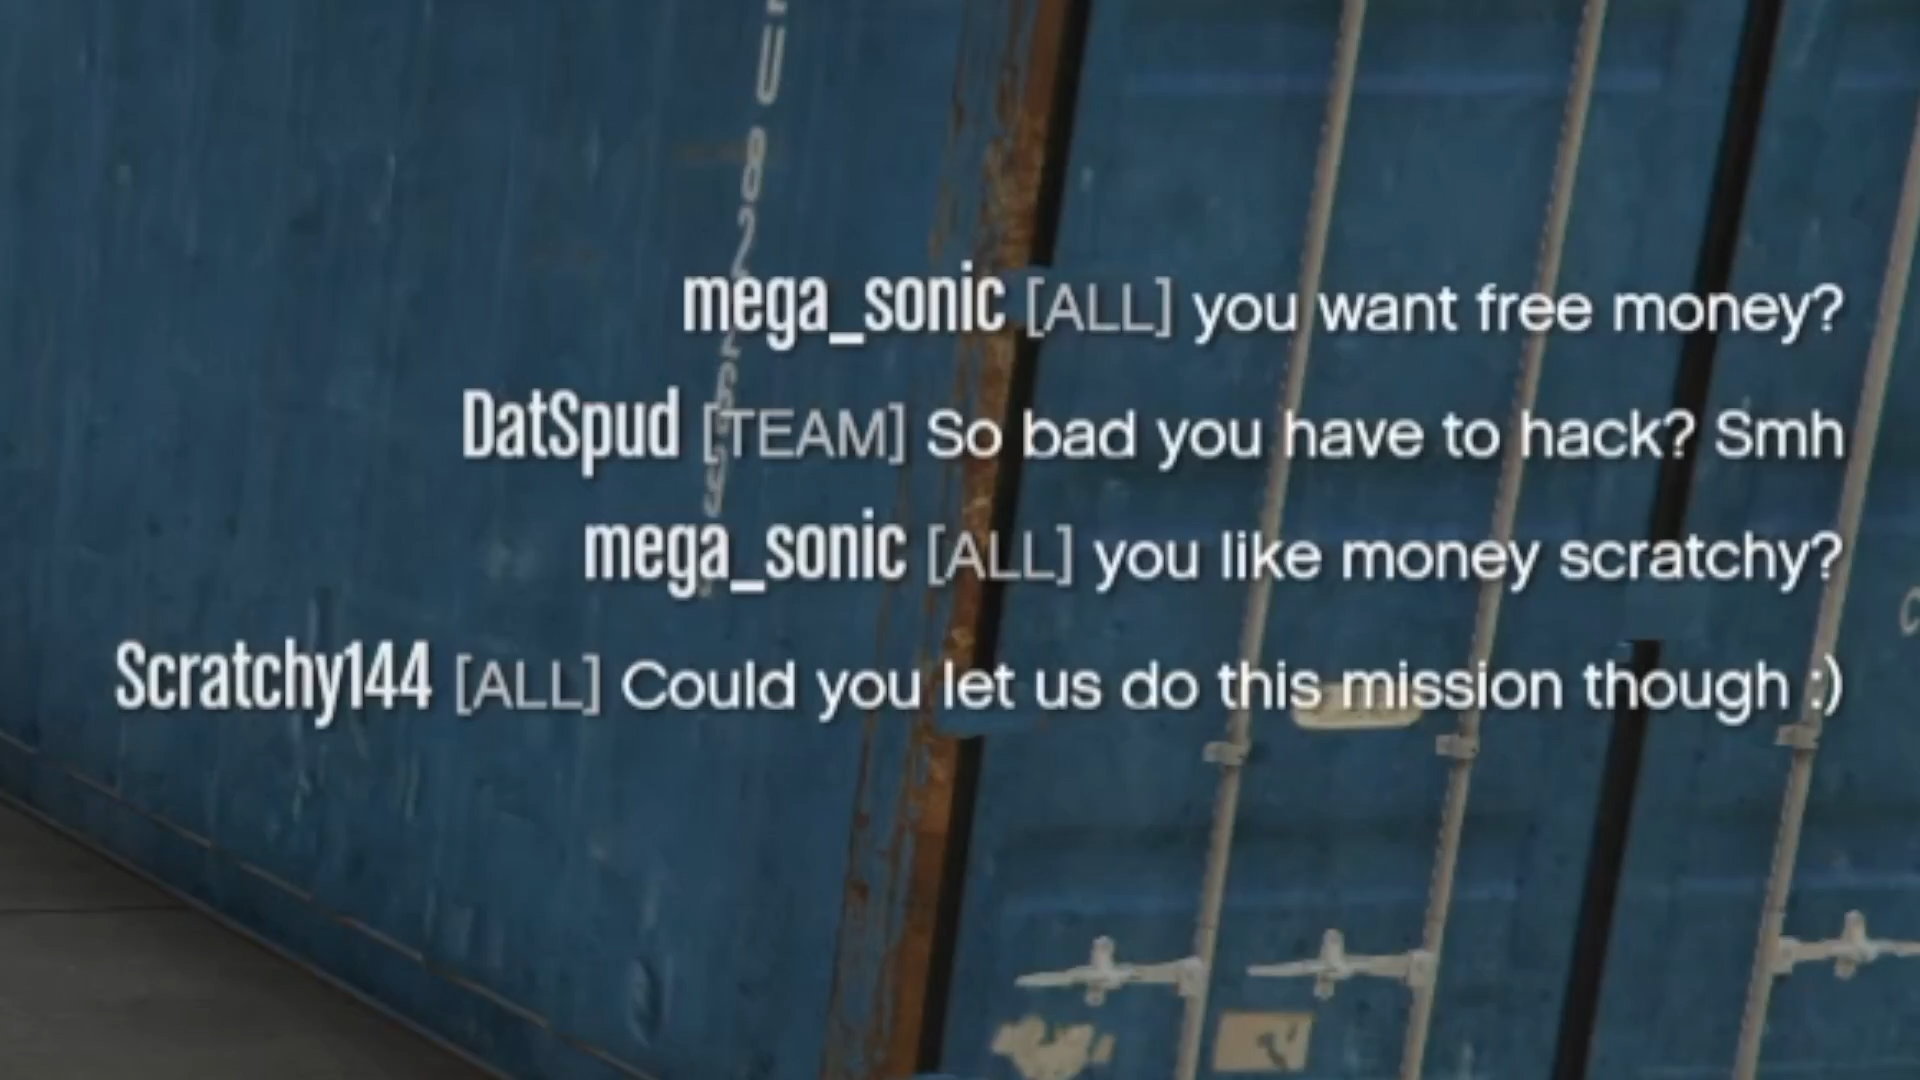 mega_sonic [ALL] you want free money?
DatSpud [TEAM] So bad you have to hack? Smh
mega_sonic [ALL] you like money scratchy?
Scratchy144 [ALL] Could you let us do this mission though :)